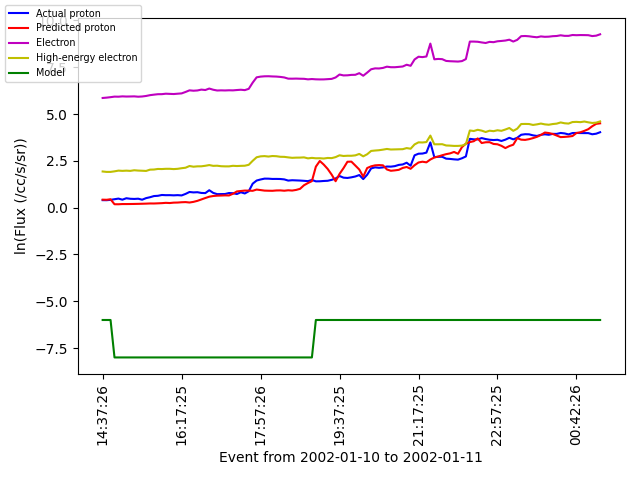 Actual proton
Predicted proton
Electron
High-energy electron
Model
5.0
2.5
0.0
−2.5
−5.0
−7.5
ln(Flux (/cc/s/sr))
14:37:26
16:17:25
17:57:26
19:37:25
21:17:25
22:57:25
00:42:26
Event from 2002-01-10 to 2002-01-11